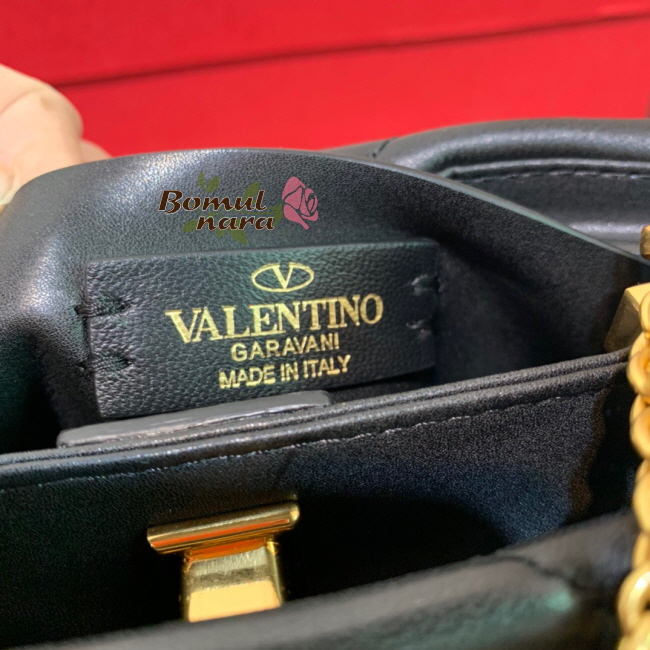 Bomul
nara
V
VALENTINO
GARAVANI
MADE IN ITALY